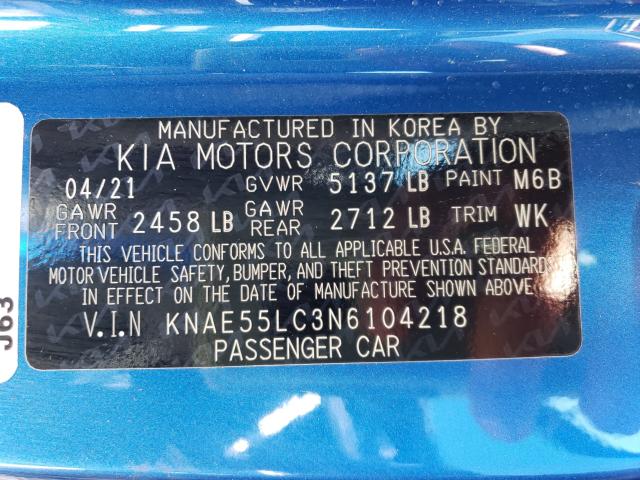 MANUFACTURED IN KOREA BY
KIA MOTORS CORPORATION
04/21 GVWR 5137 LB PAINT M6B
GAWR FRONT 2458 LB GAWR REAR 2712 LB TRIM WK
THIS VEHICLE CONFORMS TO ALL APPLICABLE U.S.A. FEDERAL
MOTOR VEHICLE SAFETY, BUMPER, AND THEFT PREVENTION STANDARDS
IN EFFECT ON THE DATE OF MANUFACTURE SHOWN ABOVE.
V.I.N KNAE55LC3N6104218
PASSENGER CAR
J63